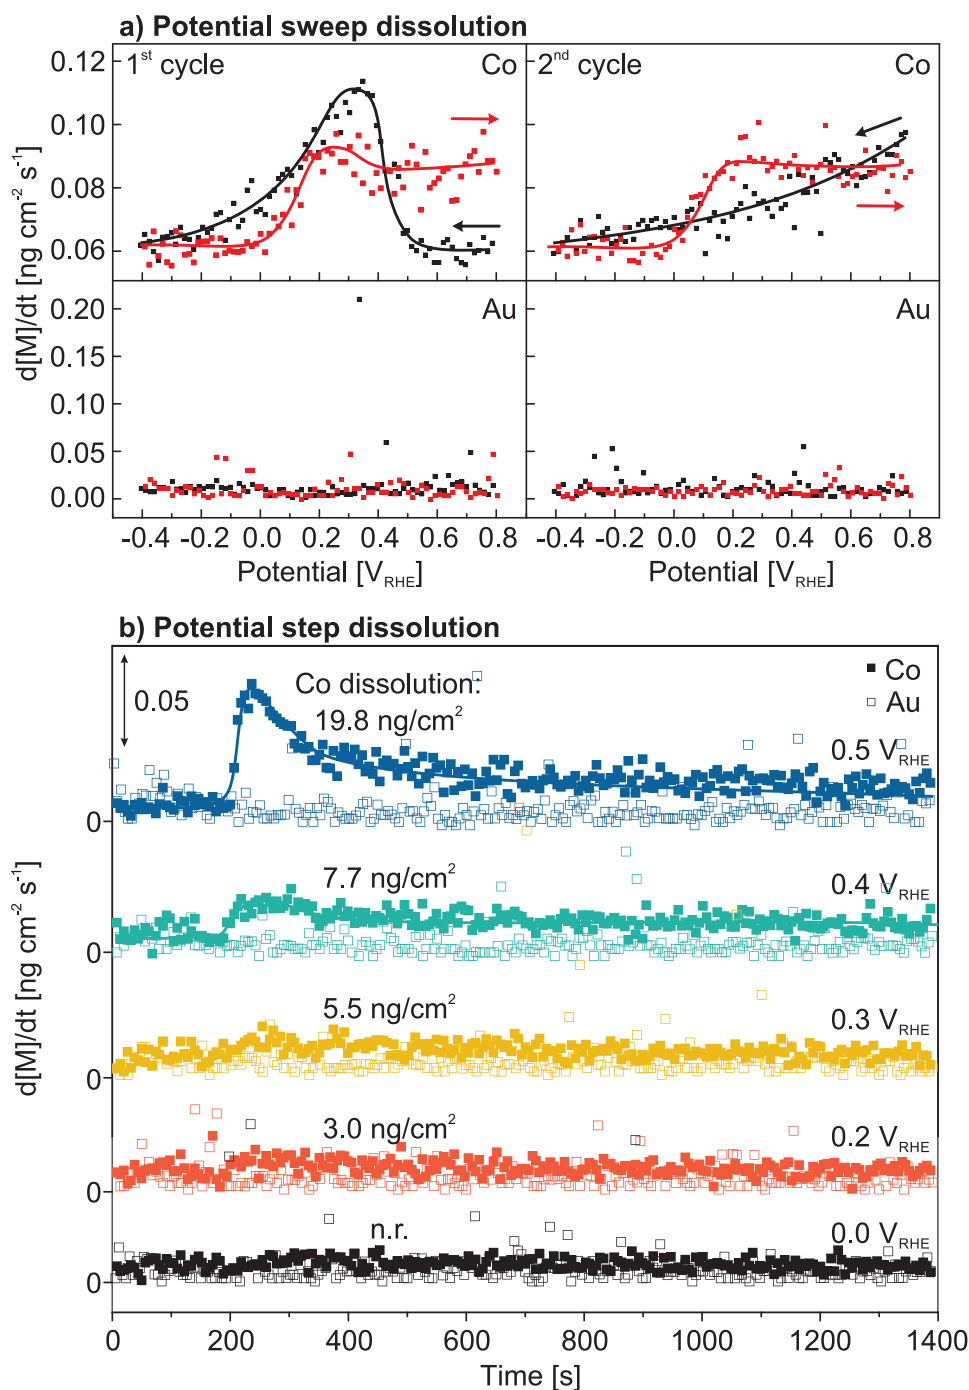 a) Potential sweep dissolution
1st cycle
Co
2nd cycle
Co
0.12
0.10
0.08
0.06
d[M]/dt [ng cm-2 s-1]
Au
Au
0.20
0.15
0.10
0.05
0.00
-0.4 -0.2 0.0 0.2 0.4 0.6 0.8
-0.4 -0.2 0.0 0.2 0.4 0.6 0.8
Potential [VRHE]
Potential [VRHE]
b) Potential step dissolution
0.05
Co dissolution:
19.8 ng/cm2
Co
Au
0.5 VRHE
0
7.7 ng/cm2
0.4 VRHE
0
d[M]/dt [ng cm-2 s-1]
5.5 ng/cm2
0.3 VRHE
0
3.0 ng/cm2
0.2 VRHE
0
n.r.
0.0 VRHE
0
0 200 400 600 800 1000 1200 1400
Time [s]